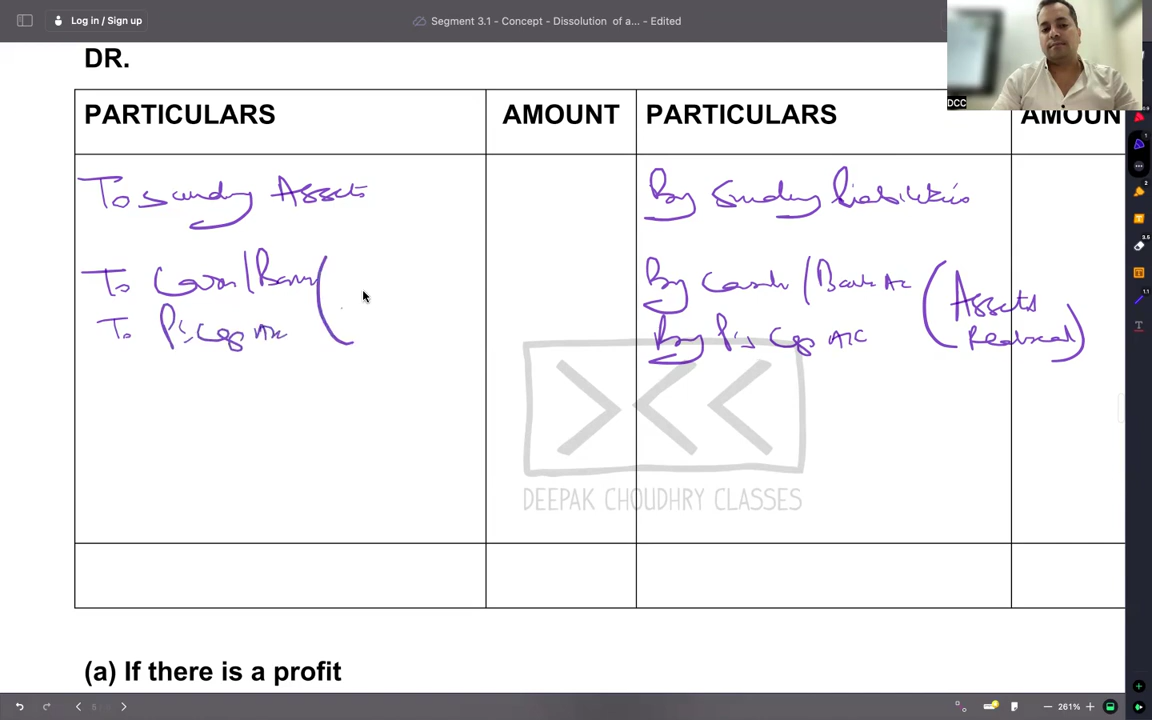 Log in / Sign up
Segment 3.1 - Concept - Dissolution of a... - Edited
DCC
DR.
PARTICULARS AMOUNT PARTICULARS AMOUN
To Sundry Assets
By Sundry Liabilities
To Cash/Bank (
By Cash/Bank Ac (Assets Realised)
To P's Cap A/c
By P's Cap A/C
DEEPAK CHOUDHRY CLASSES
(a) If there is a profit
261%